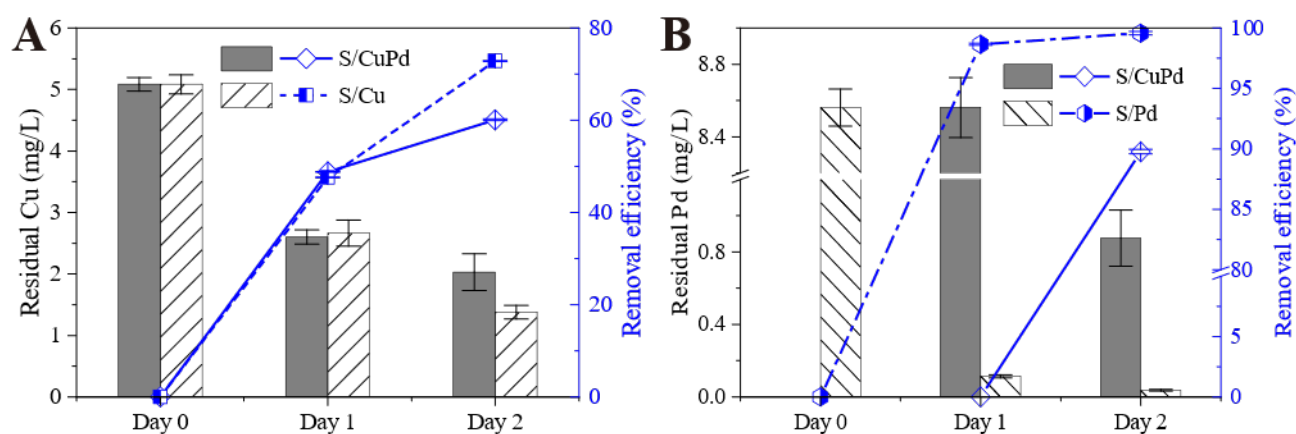 A
Residual Cu (mg/L)
6
5
4
3
2
1
0
S/CuPd
S/Cu
80
60
40
20
0
Removal efficiency (%)
Day 0
Day 1
Day 2
B
Residual Pd (mg/L)
8.8
8.4
0.8
0.4
0.0
S/CuPd
S/Pd
100
95
90
85
80
5
0
Removal efficiency (%)
Day 0
Day 1
Day 2